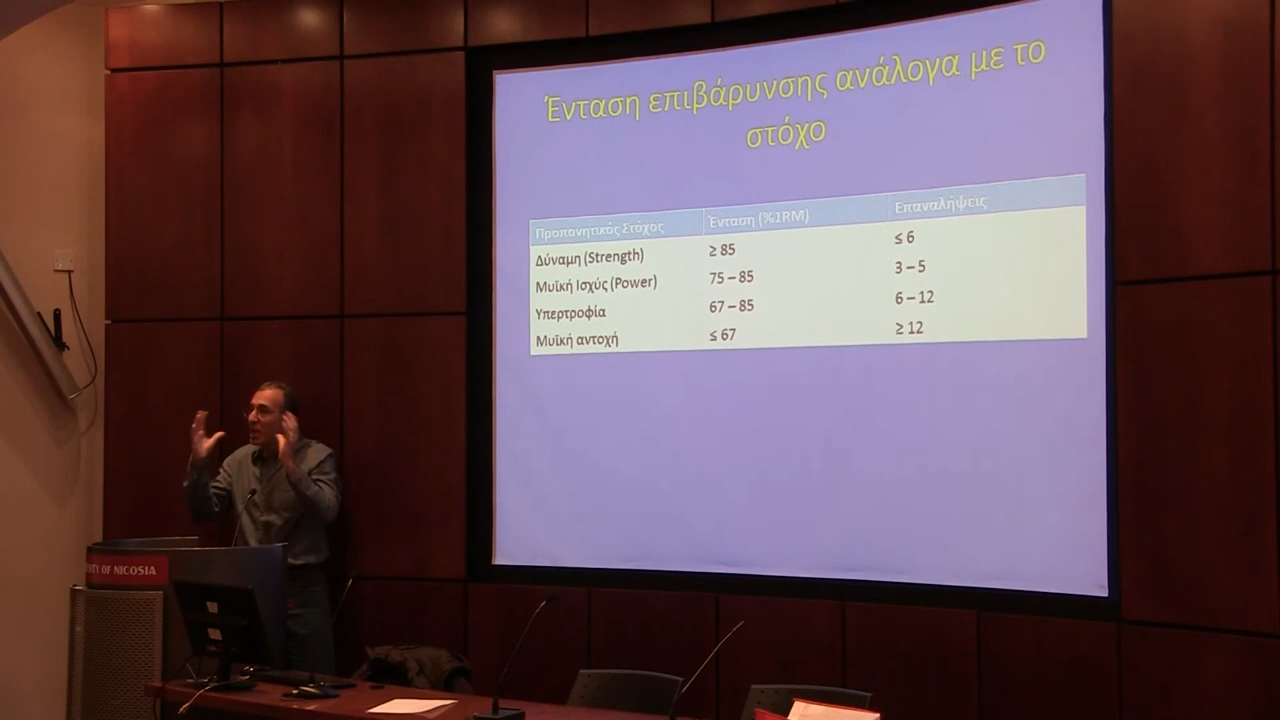 Ένταση επιβάρυνσης ανάλογα με το
στόχο
Προπονητικός Στόχος Ένταση (%1RM) Επαναλήψεις
Δύναμη (Strength) ≥ 85 ≤ 6
Μυϊκή Ισχύς (Power) 75 – 85 3 – 5
Υπερτροφία 67 – 85 6 – 12
Μυϊκή αντοχή ≤ 67 ≥ 12
OF NICOSIA